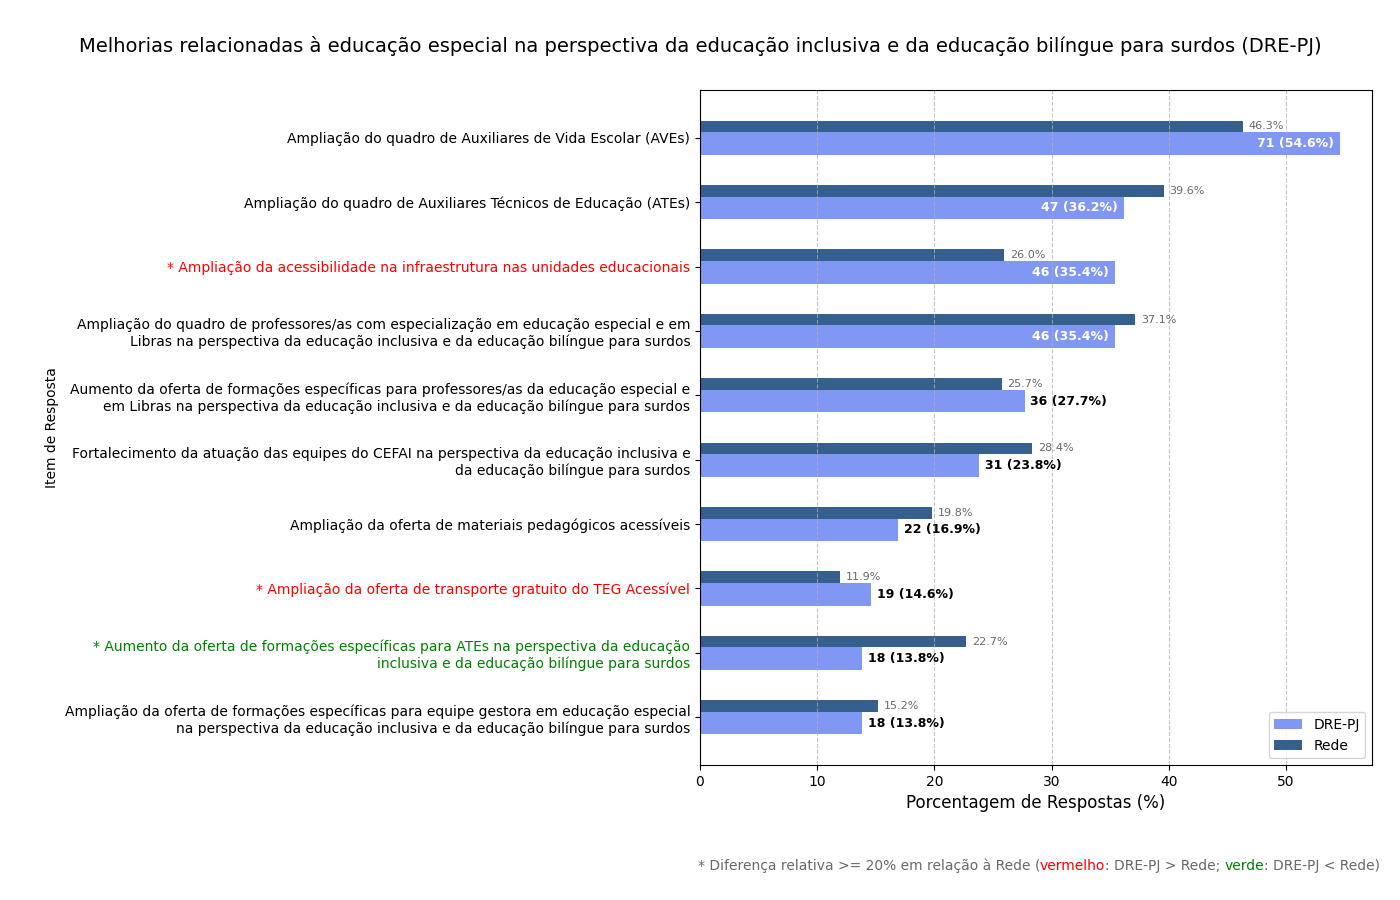 Melhorias relacionadas à educação especial na perspectiva da educação inclusiva e da educação bilíngue para surdos (DRE-PJ)
Item de Resposta
Ampliação do quadro de Auxiliares de Vida Escolar (AVEs)
46.3%
71 (54.6%)
Ampliação do quadro de Auxiliares Técnicos de Educação (ATEs)
39.6%
47 (36.2%)
* Ampliação da acessibilidade na infraestrutura nas unidades educacionais
26.0%
46 (35.4%)
Ampliação do quadro de professores/as com especialização em educação especial e em
Libras na perspectiva da educação inclusiva e da educação bilíngue para surdos
37.1%
46 (35.4%)
Aumento da oferta de formações específicas para professores/as da educação especial e
em Libras na perspectiva da educação inclusiva e da educação bilíngue para surdos
25.7%
36 (27.7%)
Fortalecimento da atuação das equipes do CEFAI na perspectiva da educação inclusiva e
da educação bilíngue para surdos
28.4%
31 (23.8%)
Ampliação da oferta de materiais pedagógicos acessíveis
19.8%
22 (16.9%)
* Ampliação da oferta de transporte gratuito do TEG Acessível
11.9%
19 (14.6%)
* Aumento da oferta de formações específicas para ATEs na perspectiva da educação
inclusiva e da educação bilíngue para surdos
22.7%
18 (13.8%)
Ampliação da oferta de formações específicas para equipe gestora em educação especial
na perspectiva da educação inclusiva e da educação bilíngue para surdos
15.2%
18 (13.8%)
DRE-PJ
Rede
0 10 20 30 40 50
Porcentagem de Respostas (%)
* Diferença relativa >= 20% em relação à Rede (vermelho: DRE-PJ > Rede; verde: DRE-PJ < Rede)